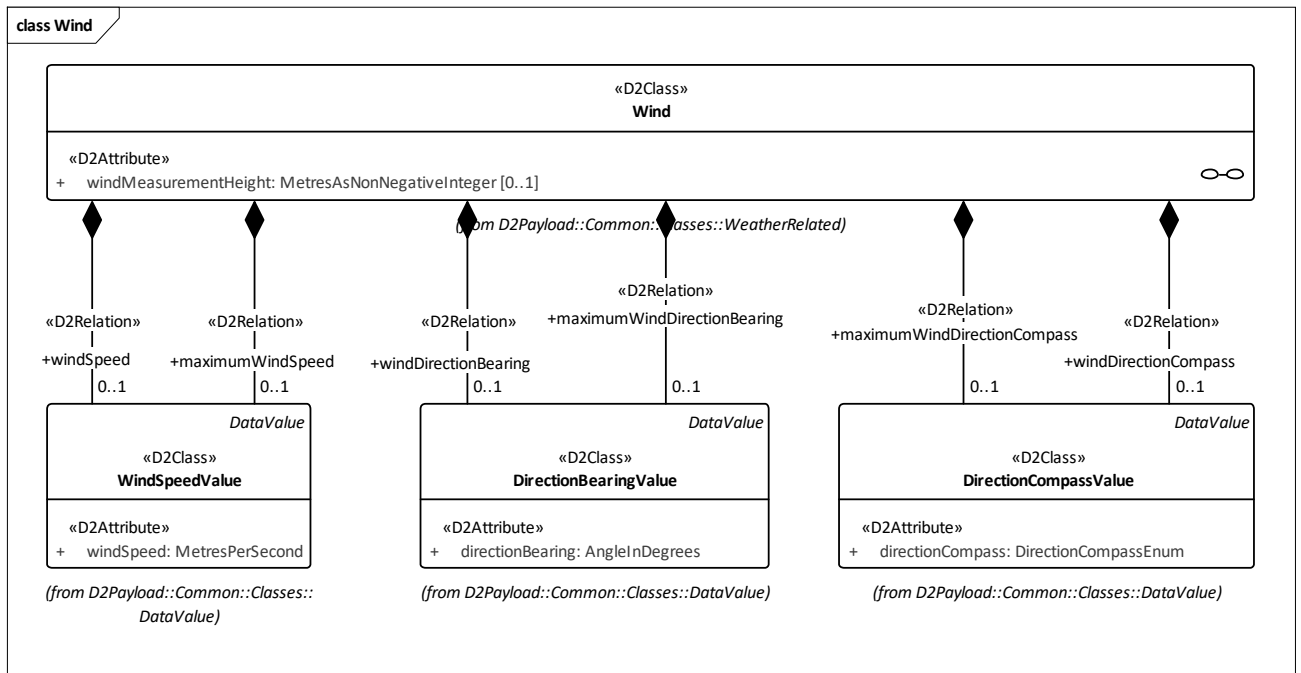 class Wind
«D2Class»
Wind
«D2Attribute»
+ windMeasurementHeight: MetresAsNonNegativeInteger [0..1]
(from D2Payload::Common::Classes::WeatherRelated)
«D2Relation»
+windSpeed
0..1
«D2Relation»
+maximumWindSpeed
0..1
«D2Relation»
+windDirectionBearing
0..1
«D2Relation»
+maximumWindDirectionBearing
0..1
«D2Relation»
+maximumWindDirectionCompass
0..1
«D2Relation»
+windDirectionCompass
0..1
DataValue
«D2Class»
WindSpeedValue
«D2Attribute»
+ windSpeed: MetresPerSecond
(from D2Payload::Common::Classes::
DataValue)
DataValue
«D2Class»
DirectionBearingValue
«D2Attribute»
+ directionBearing: AngleInDegrees
(from D2Payload::Common::Classes::DataValue)
DataValue
«D2Class»
DirectionCompassValue
«D2Attribute»
+ directionCompass: DirectionCompassEnum
(from D2Payload::Common::Classes::DataValue)